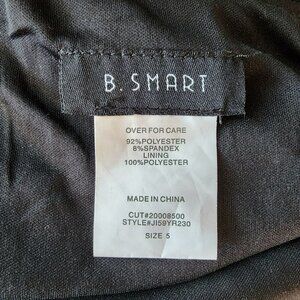 B. SMART
OVER FOR CARE
92%POLYESTER
8%SPANDEX
LINING
100%POLYESTER
MADE IN CHINA
CUT#20008500
STYLE#JI59YR230
SIZE 5